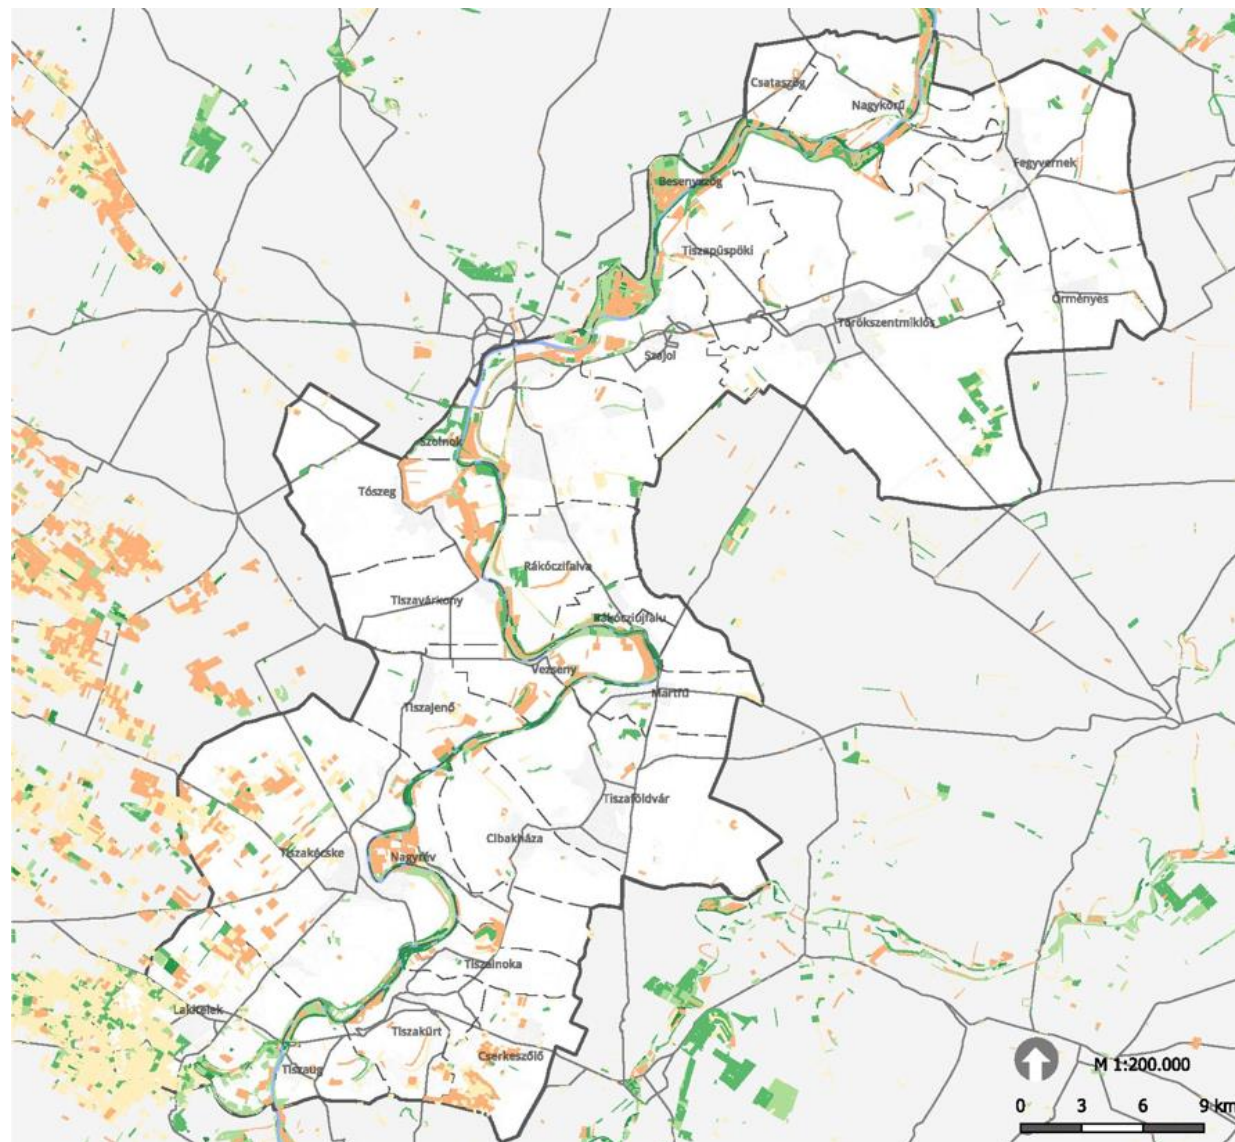 Csataszög
Nagykörű
Fegyvernek
Besenyszög
Tiszapüspöki
Örményes
Törökszentmiklós
Szajol
Szolnok
Tószeg
Rákóczifalva
Tiszavárkony
Rákócziújfalu
Vezseny
Martfű
Tiszajenő
Tiszaföldvár
Cibakháza
Tiszakécske
Nagyrév
Tiszainoka
Lakitelek
Tiszakürt
Cserkeszőlő
Tiszaug
M 1:200.000
0 3 6 9 km